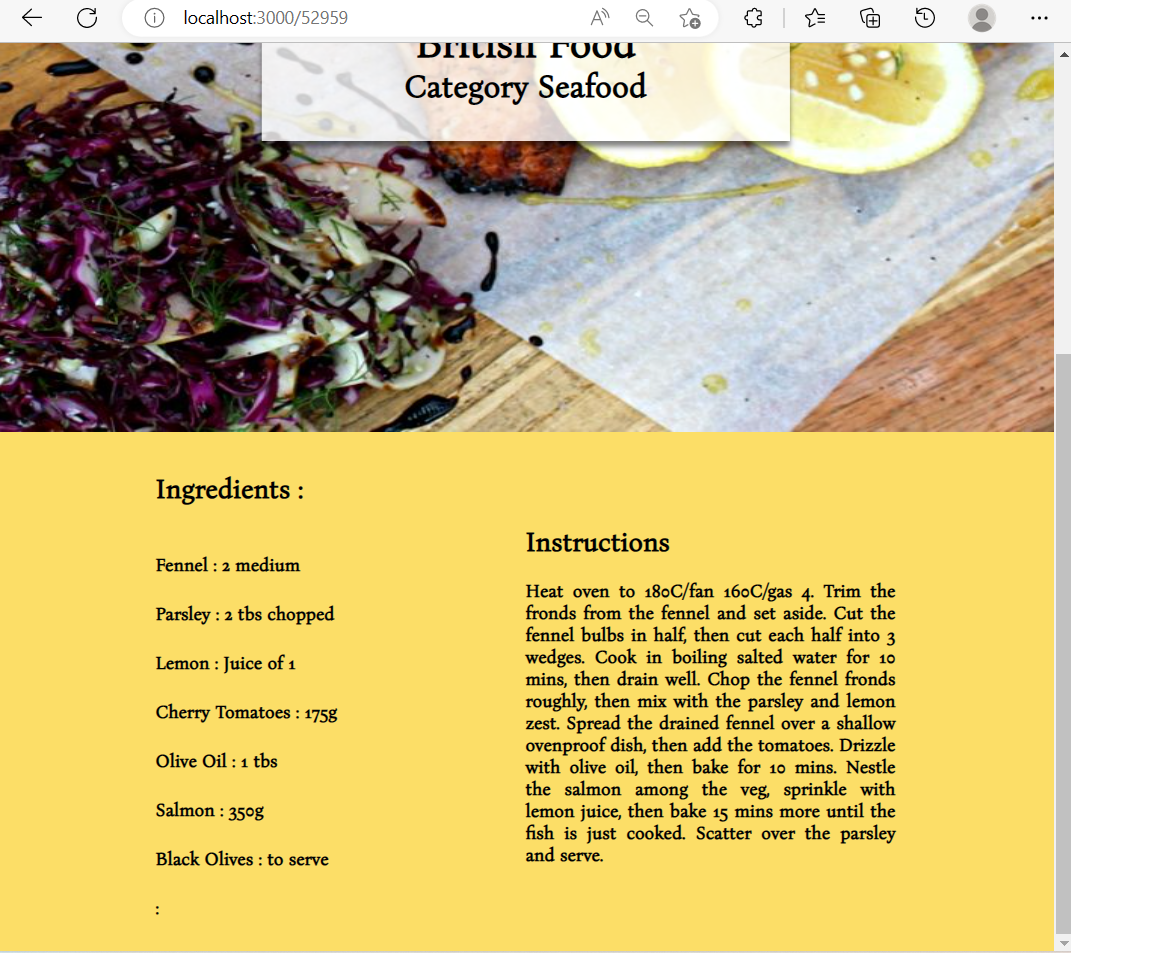 localhost:3000/52959
British Food
Category Seafood
Ingredients :
Fennel : 2 medium
Parsley : 2 tbs chopped
Lemon : Juice of 1
Cherry Tomatoes : 175g
Olive Oil : 1 tbs
Salmon : 350g
Black Olives : to serve
:
Instructions
Heat oven to 180C/fan 160C/gas 4. Trim the
fronds from the fennel and set aside. Cut the
fennel bulbs in half, then cut each half into 3
wedges. Cook in boiling salted water for 10
mins, then drain well. Chop the fennel fronds
roughly, then mix with the parsley and lemon
zest. Spread the drained fennel over a shallow
ovenproof dish, then add the tomatoes. Drizzle
with olive oil, then bake for 10 mins. Nestle
the salmon among the veg, sprinkle with
lemon juice, then bake 15 mins more until the
fish is just cooked. Scatter over the parsley
and serve.